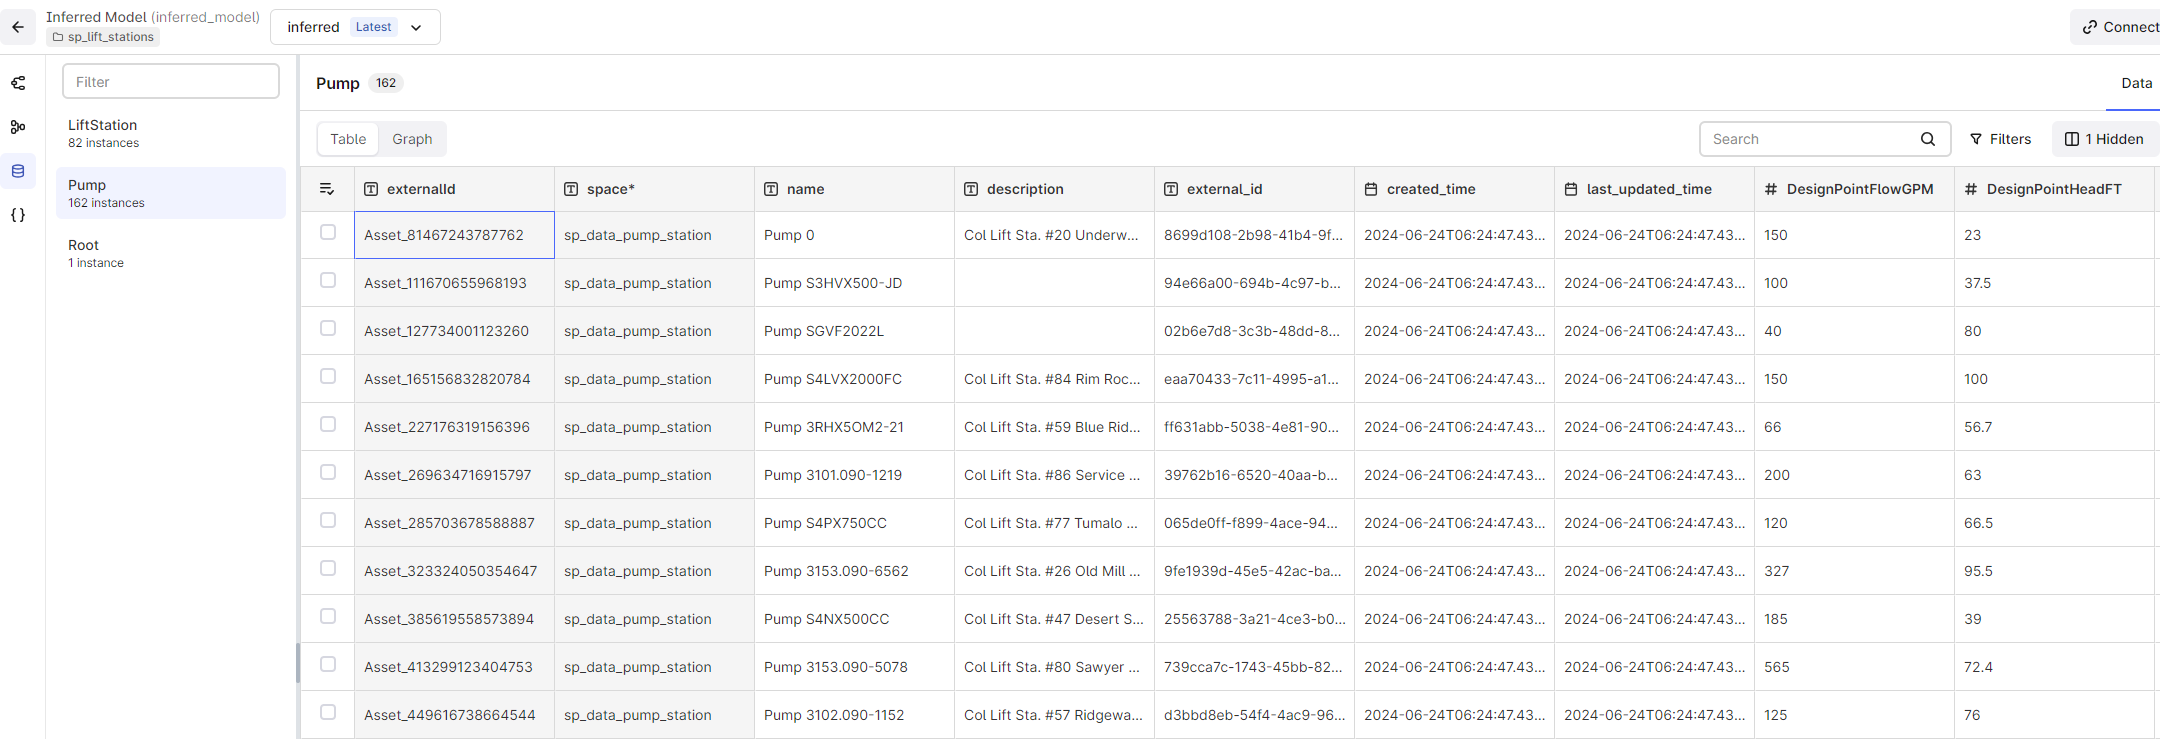 Inferred Model (inferred_model)
sp_lift_stations
inferred Latest
Connect
Filter
LiftStation
82 instances
Pump
162 instances
Root
1 instance
Pump 162
Data
Table Graph
Search
Filters
1 Hidden
externalId space* name description external_id created_time last_updated_time DesignPointFlowGPM DesignPointHeadFT
Asset_81467243787762 sp_data_pump_station Pump 0 Col Lift Sta. #20 Underw... 8699d108-2b98-41b4-9f... 2024-06-24T06:24:47.43... 2024-06-24T06:24:47.43... 150 23
Asset_111670655968193 sp_data_pump_station Pump S3HVX500-JD 94e66a00-694b-4c97-b... 2024-06-24T06:24:47.43... 2024-06-24T06:24:47.43... 100 37.5
Asset_127734001123260 sp_data_pump_station Pump SGVF2022L 02b6e7d8-3c3b-48dd-8... 2024-06-24T06:24:47.43... 2024-06-24T06:24:47.43... 40 80
Asset_165156832820784 sp_data_pump_station Pump S4LVX2000FC Col Lift Sta. #84 Rim Roc... eaa70433-7c11-4995-a1... 2024-06-24T06:24:47.43... 2024-06-24T06:24:47.43... 150 100
Asset_227176319156396 sp_data_pump_station Pump 3RHX5OM2-21 Col Lift Sta. #59 Blue Rid... ff631abb-5038-4e81-90... 2024-06-24T06:24:47.43... 2024-06-24T06:24:47.43... 66 56.7
Asset_269634716915797 sp_data_pump_station Pump 3101.090-1219 Col Lift Sta. #86 Service ... 39762b16-6520-40aa-b... 2024-06-24T06:24:47.43... 2024-06-24T06:24:47.43... 200 63
Asset_285703678588887 sp_data_pump_station Pump S4PX750CC Col Lift Sta. #77 Tumalo ... 065de0ff-f899-4ace-94... 2024-06-24T06:24:47.43... 2024-06-24T06:24:47.43... 120 66.5
Asset_323324050354647 sp_data_pump_station Pump 3153.090-6562 Col Lift Sta. #26 Old Mill ... 9fe1939d-45e5-42ac-ba... 2024-06-24T06:24:47.43... 2024-06-24T06:24:47.43... 327 95.5
Asset_385619558573894 sp_data_pump_station Pump S4NX500CC Col Lift Sta. #47 Desert S... 25563788-3a21-4ce3-b0... 2024-06-24T06:24:47.43... 2024-06-24T06:24:47.43... 185 39
Asset_413299123404753 sp_data_pump_station Pump 3153.090-5078 Col Lift Sta. #80 Sawyer ... 739cca7c-1743-45bb-82... 2024-06-24T06:24:47.43... 2024-06-24T06:24:47.43... 565 72.4
Asset_449616738664544 sp_data_pump_station Pump 3102.090-1152 Col Lift Sta. #57 Ridgewa... d3bbd8eb-54f4-4ac9-96... 2024-06-24T06:24:47.43... 2024-06-24T06:24:47.43... 125 76